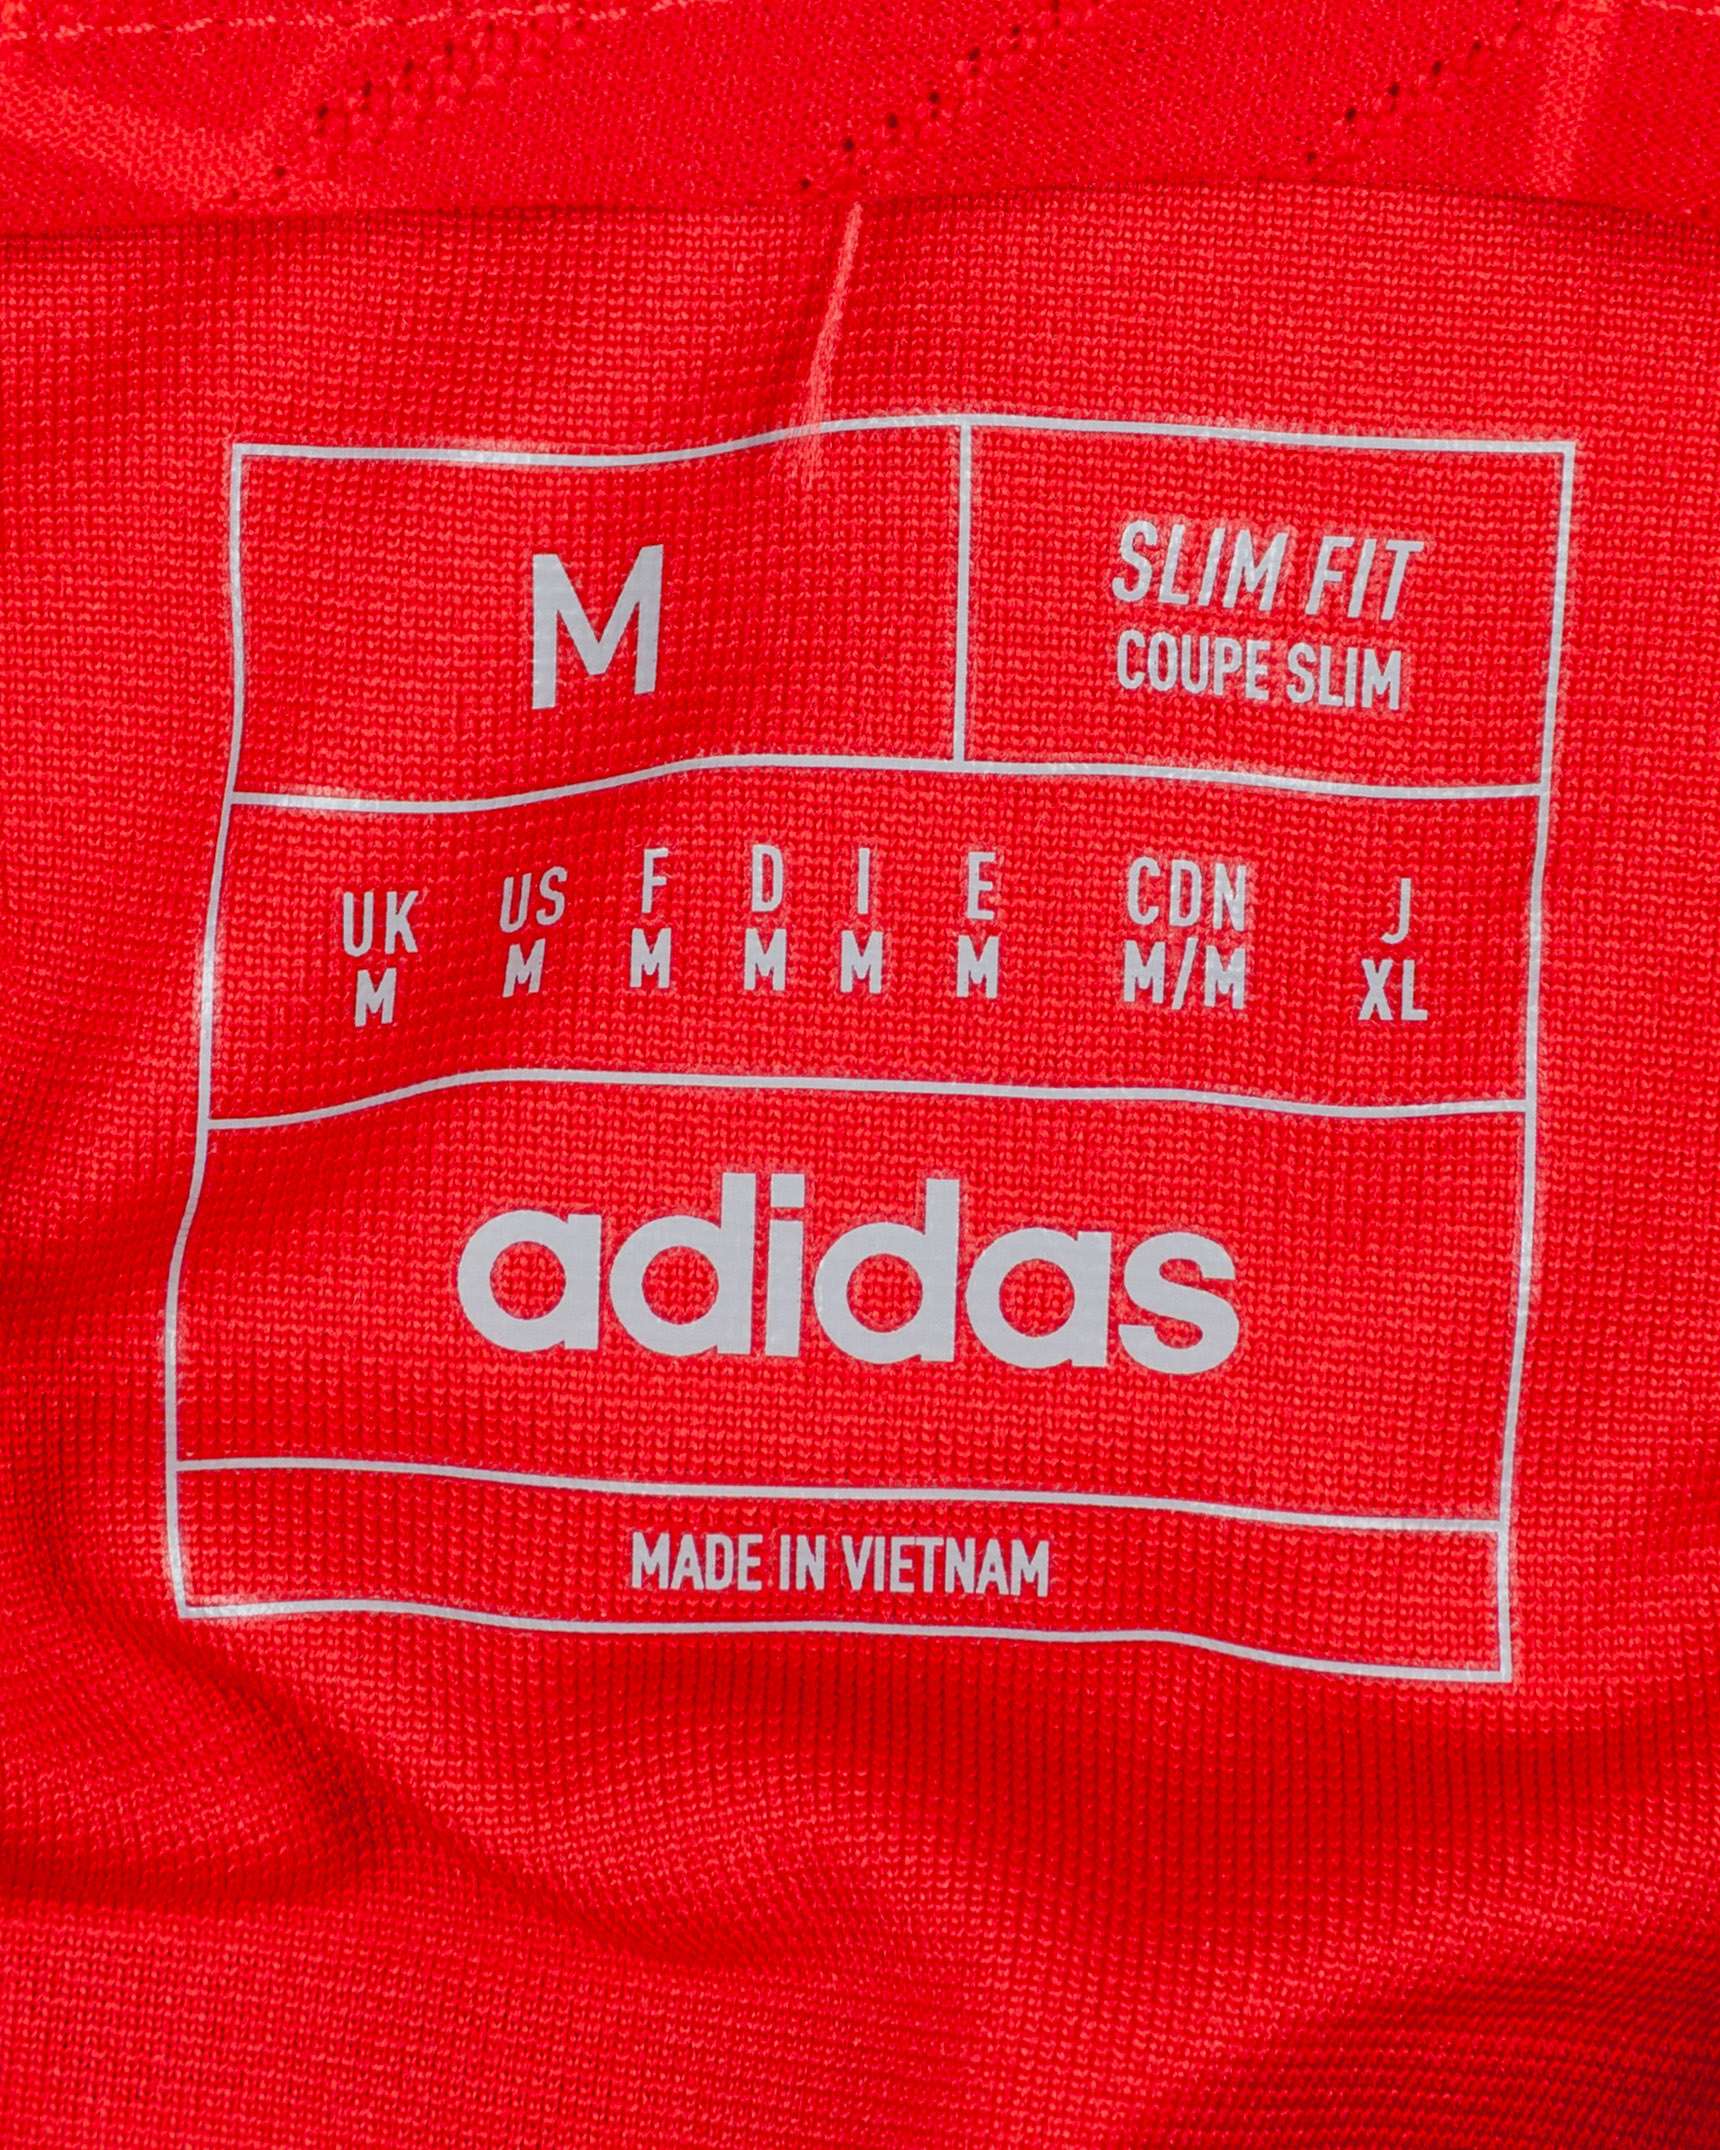 M
SLIM FIT
COUPE SLIM
UK US F D I E CDN J
M M M M M M M/M XL
adidas
MADE IN VIETNAM